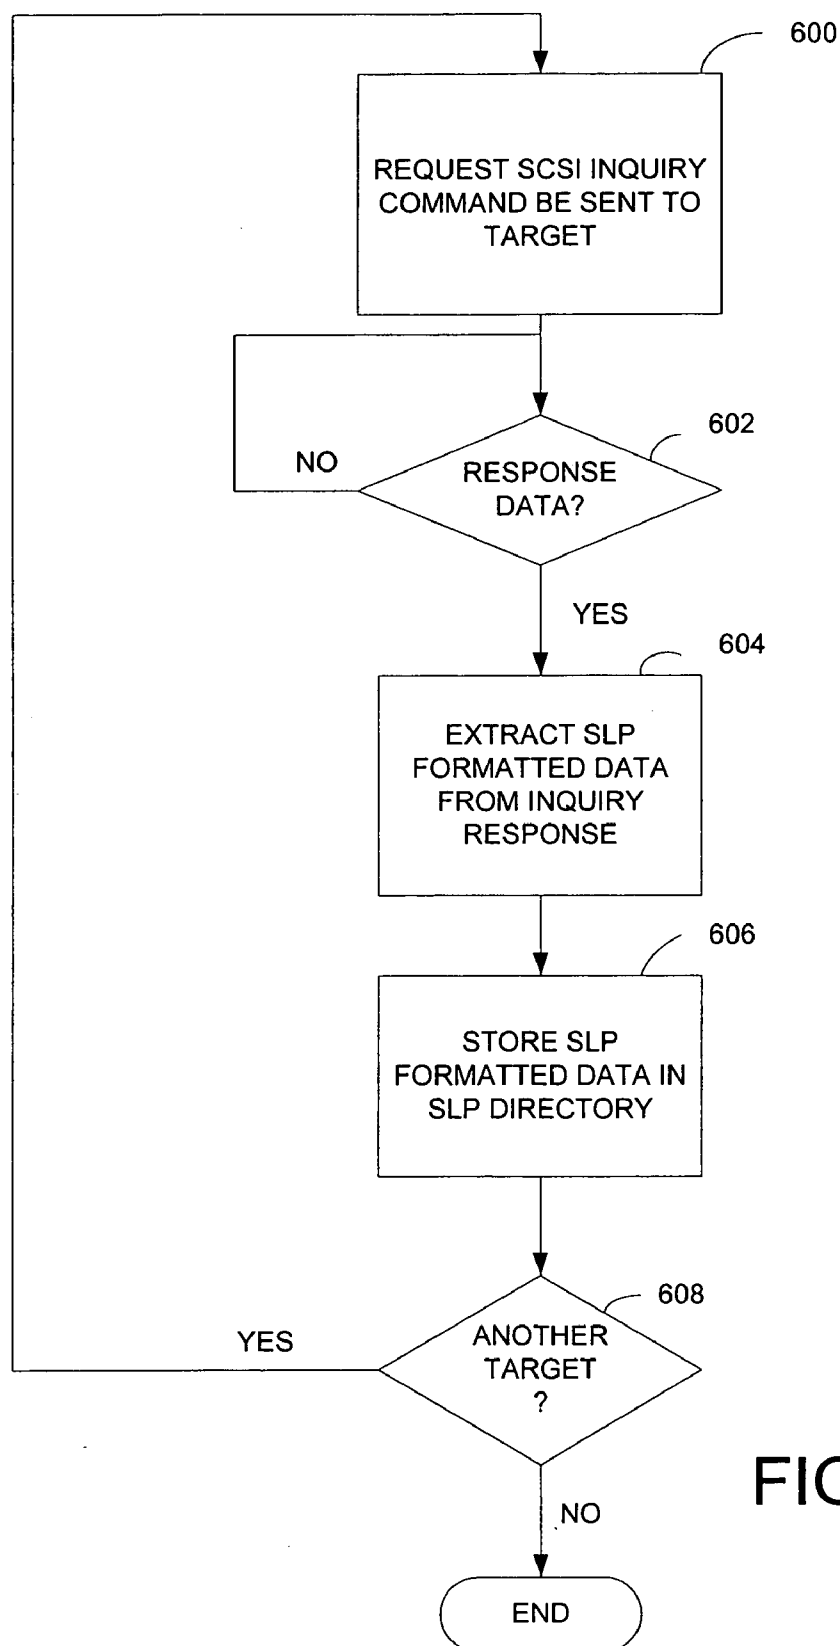 600
REQUEST SCSI INQUIRY
COMMAND BE SENT TO
TARGET
602
NO
RESPONSE
DATA?
YES
604
EXTRACT SLP
FORMATTED DATA
FROM INQUIRY
RESPONSE
606
STORE SLP
FORMATTED DATA IN
SLP DIRECTORY
608
YES
ANOTHER
TARGET
?
NO
END